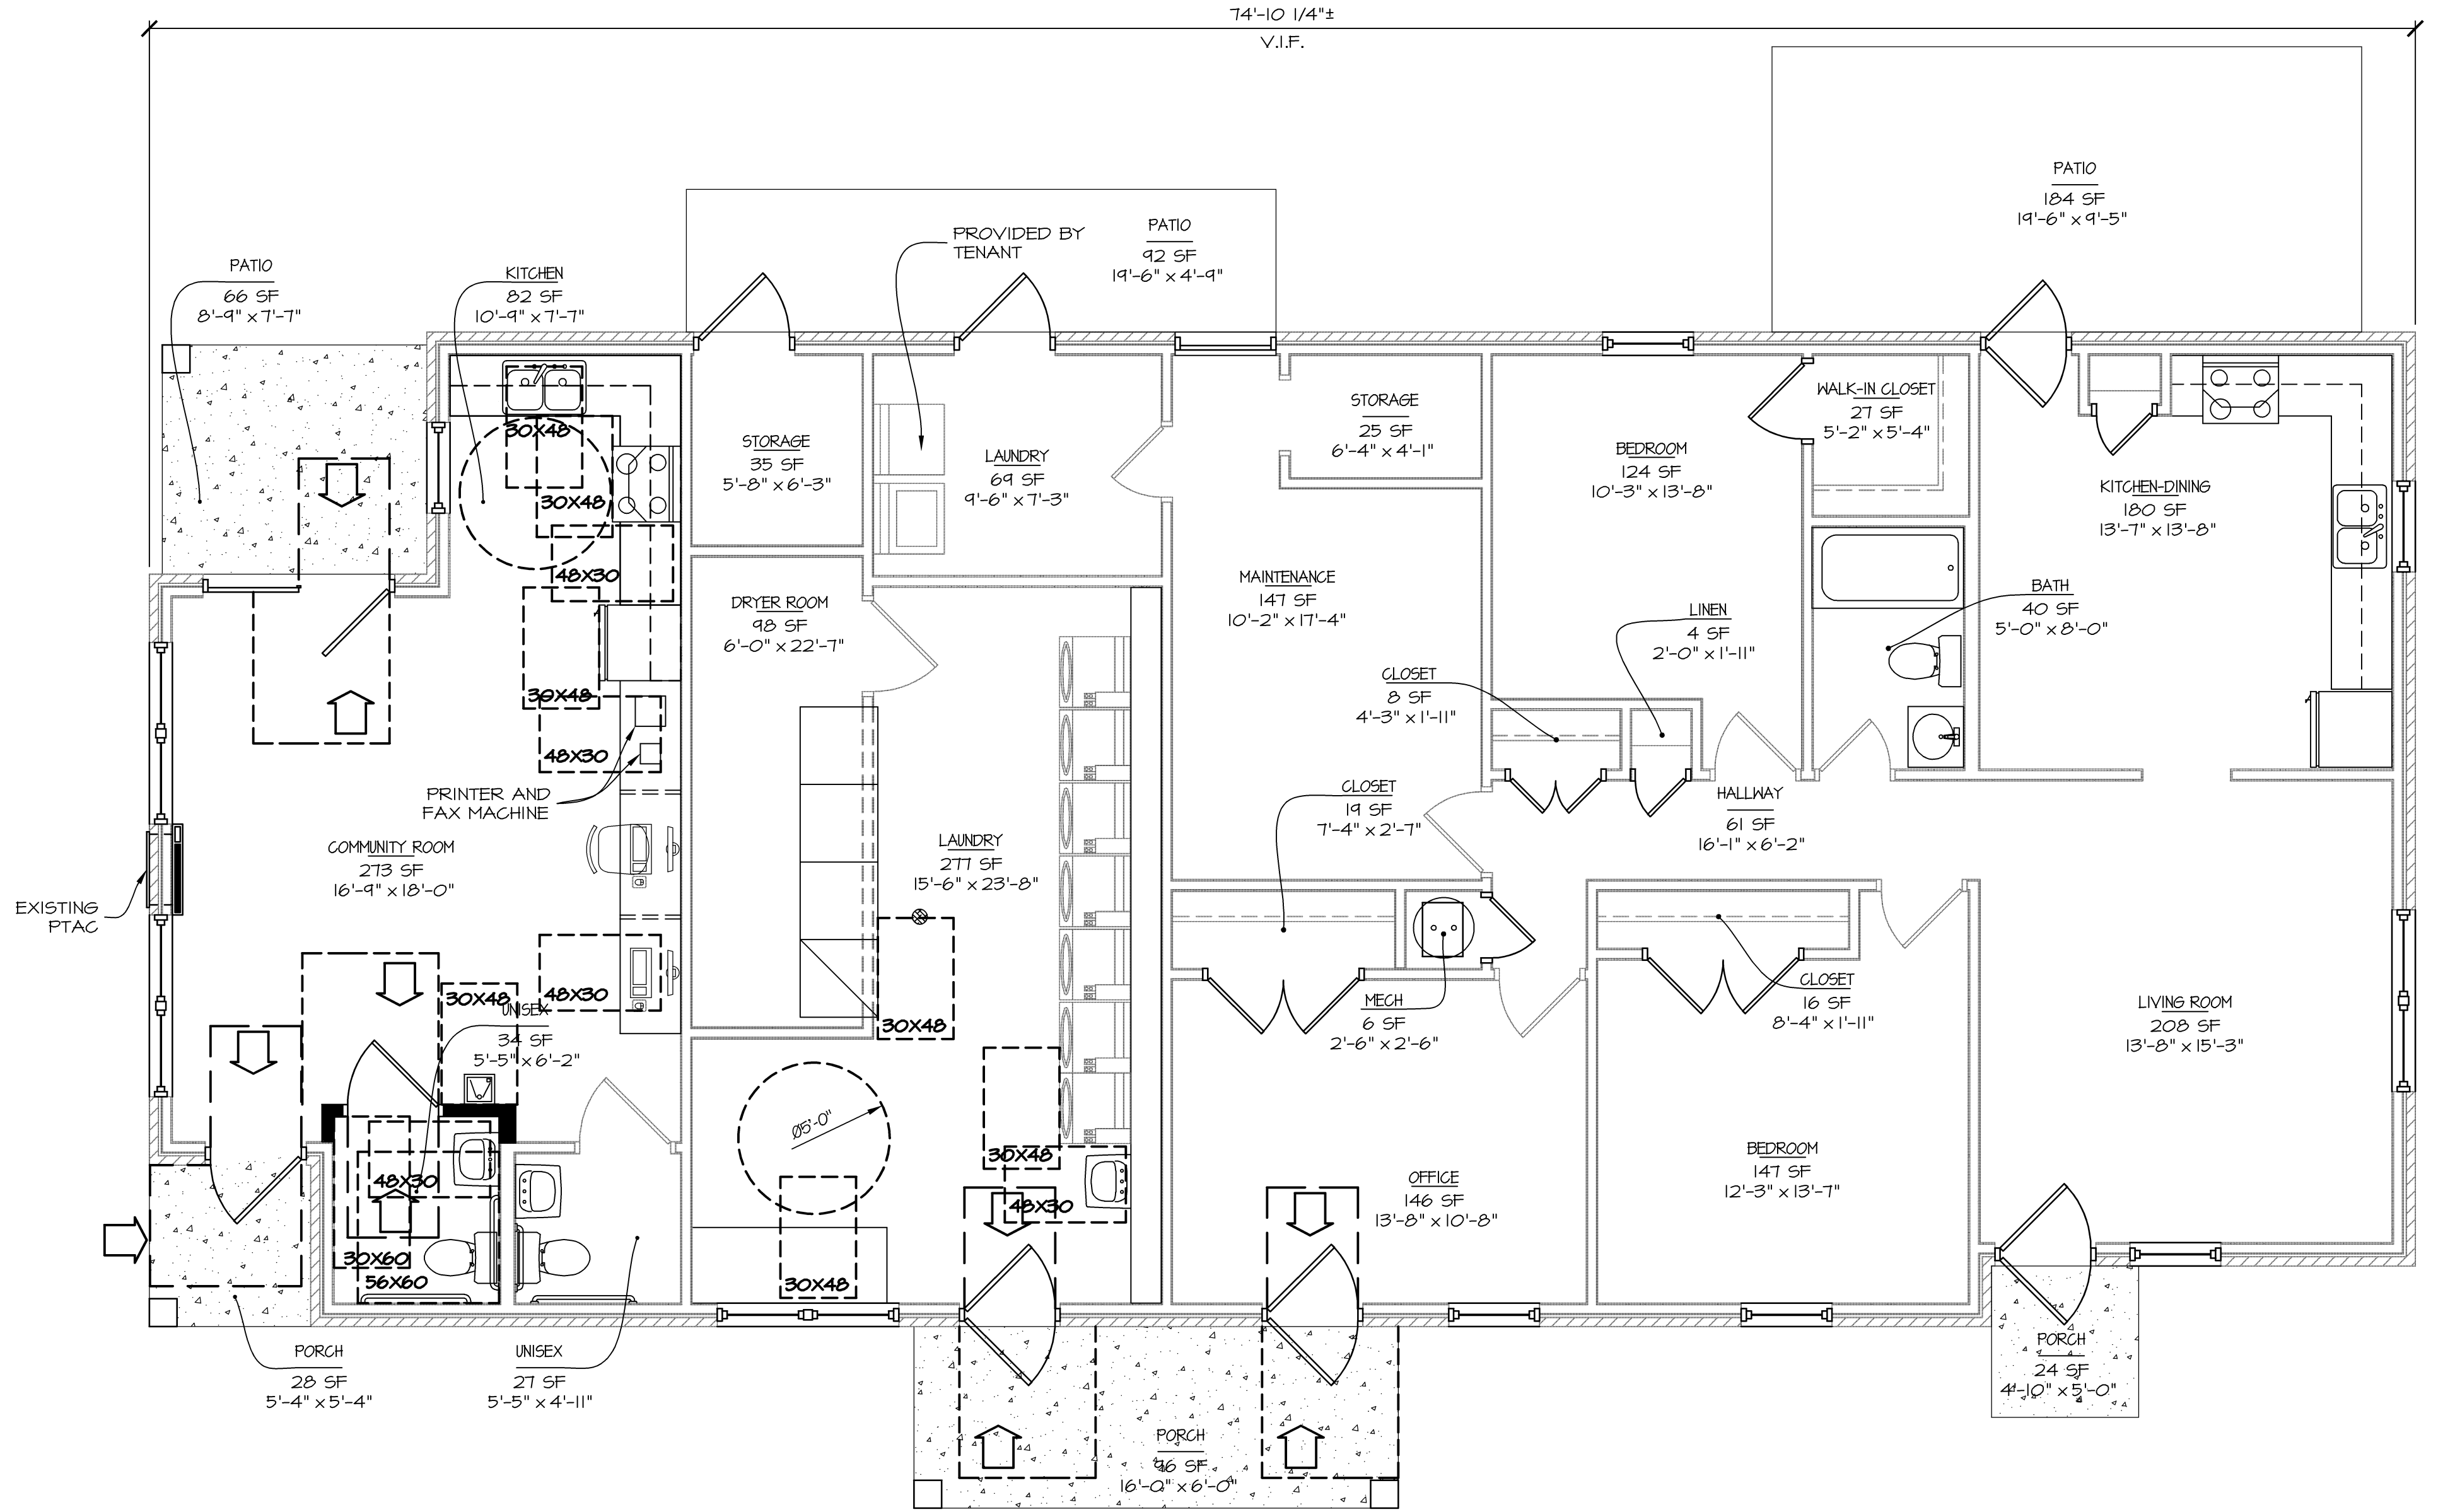 74'-10 1/4"±
V.I.F.
PATIO
184 SF
19'-6" x 9'-5"
PATIO
92 SF
19'-6" x 4'-9"
PROVIDED BY
TENANT
PATIO
66 SF
8'-9" x 7'-7"
KITCHEN
82 SF
10'-9" x 7'-7"
30X48
30X48
48X30
30X48
48X30
STORAGE
35 SF
5'-8" x 6'-3"
LAUNDRY
69 SF
9'-6" x 7'-3"
STORAGE
25 SF
6'-4" x 4'-1"
BEDROOM
124 SF
10'-3" x 13'-8"
WALK-IN CLOSET
27 SF
5'-2" x 5'-4"
KITCHEN-DINING
180 SF
13'-7" x 13'-8"
DRYER ROOM
98 SF
6'-0" x 22'-7"
MAINTENANCE
147 SF
10'-2" x 17'-4"
LINEN
4 SF
2'-0" x 1'-11"
BATH
40 SF
5'-0" x 8'-0"
CLOSET
8 SF
4'-3" x 1'-11"
PRINTER AND
FAX MACHINE
CLOSET
19 SF
7'-4" x 2'-7"
HALLWAY
61 SF
16'-1" x 6'-2"
COMMUNITY ROOM
273 SF
16'-9" x 18'-0"
LAUNDRY
277 SF
15'-6" x 23'-8"
EXISTING
PTAC
30X48
48X30
UNISEX
34 SF
5'-5" x 6'-2"
30X48
MECH
6 SF
2'-6" x 2'-6"
CLOSET
16 SF
8'-4" x 1'-11"
LIVING ROOM
208 SF
13'-8" x 15'-3"
Ø5'-0"
30X48
48X30
48X30
30X60
56X60
30X48
OFFICE
146 SF
13'-8" x 10'-8"
BEDROOM
147 SF
12'-3" x 13'-7"
PORCH
28 SF
5'-4" x 5'-4"
UNISEX
27 SF
5'-5" x 4'-11"
PORCH
96 SF
16'-0" x 6'-0"
PORCH
24 SF
4'-10" x 5'-0"